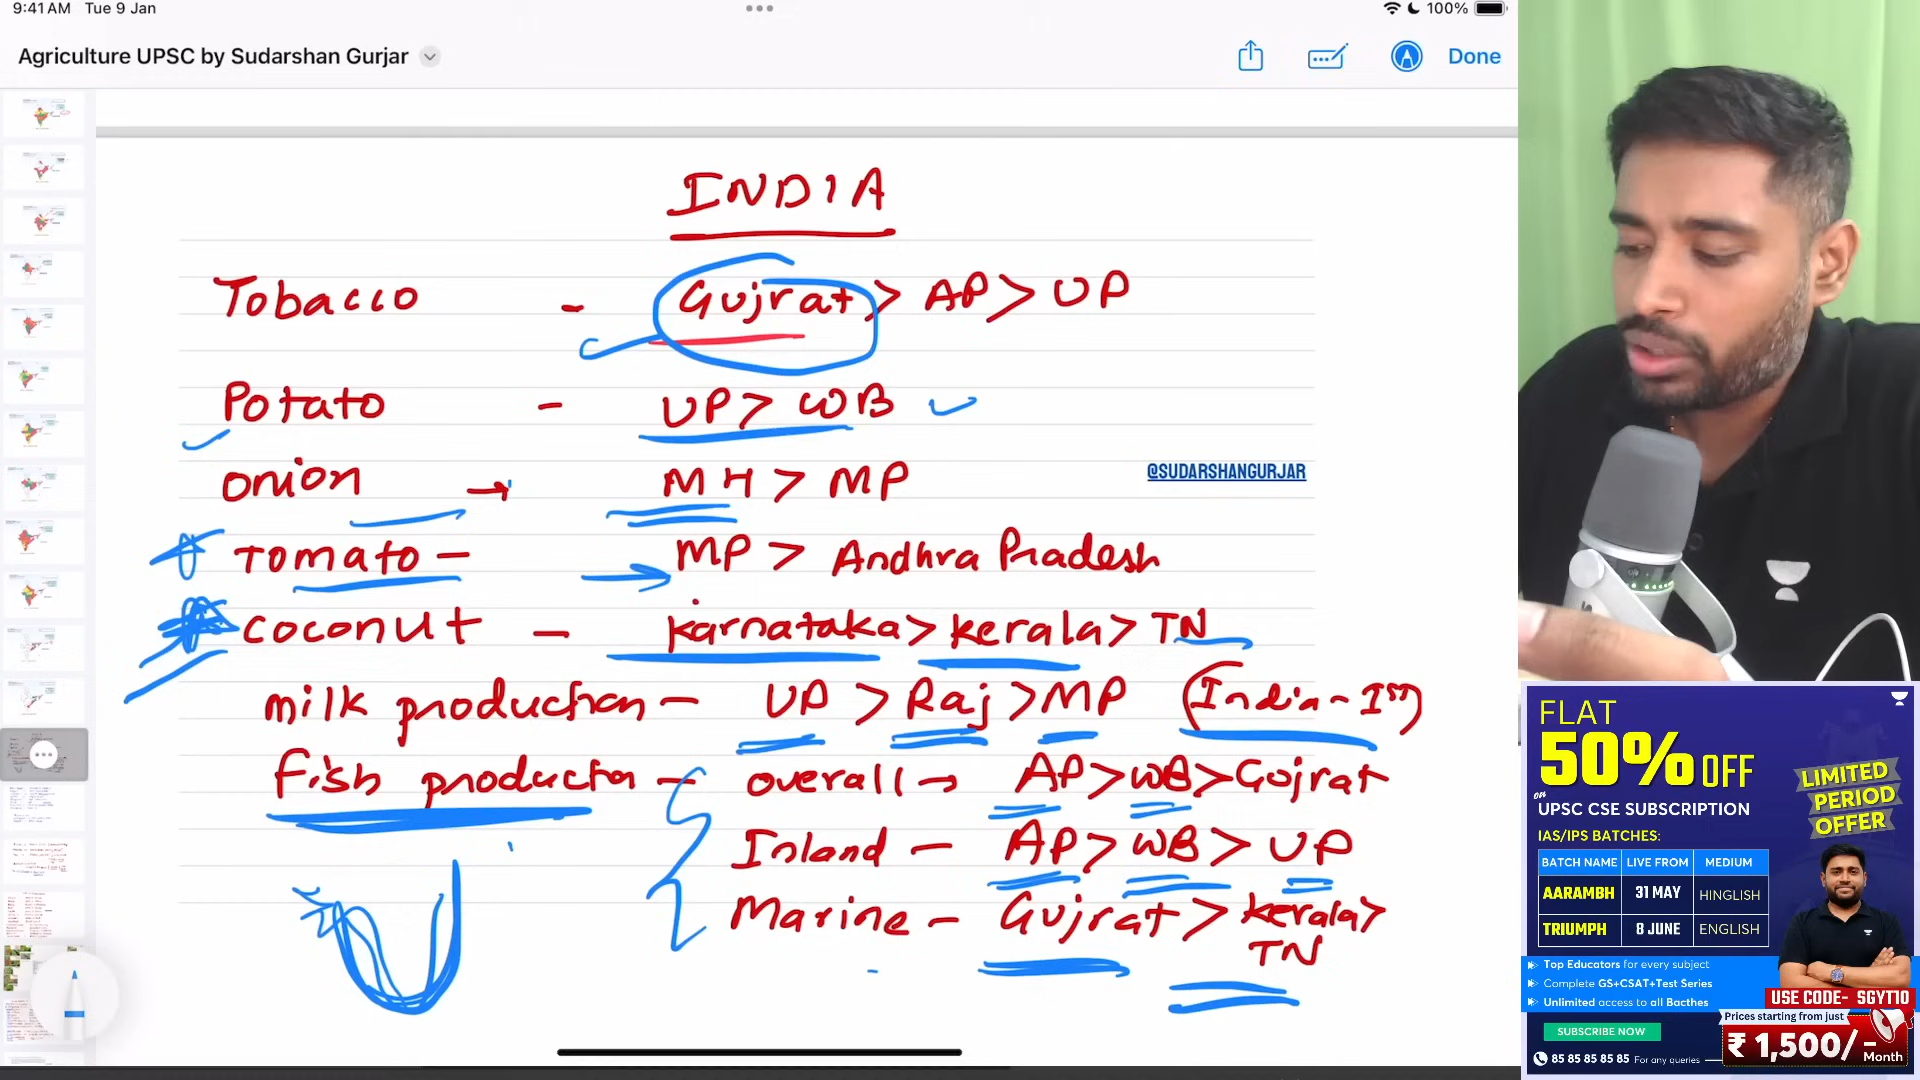 9:41 AM Tue 9 Jan
100%
Agriculture UPSC by Sudarshan Gurjar
Done
INDIA
Tobacco - Gujrat > AP > UP
Potato - UP > WB
@SUDARSHANGURJAR
onion → MH > MP
Tomato - MP > Andhra Pradesh
coconut - karnataka > kerala > TN
milk production - UP > Raj > MP (India - Ist)
fish producton - overall → AP > WB > Gujrat
Inland - AP > WB > UP
Marine - Gujrat > kerala >
TN
FLAT
50% OFF
on UPSC CSE SUBSCRIPTION
LIMITED
PERIOD
OFFER
IAS/IPS BATCHES:
BATCH NAME LIVE FROM MEDIUM
AARAMBH 31 MAY HINGLISH
TRIUMPH 8 JUNE ENGLISH
Top Educators for every subject
Complete GS+CSAT+Test Series
Unlimited access to all Bacthes
USE CODE- SGYT10
SUBSCRIBE NOW
Prices starting from just
₹ 1,500/- Month
85 85 85 85 85 For any queries